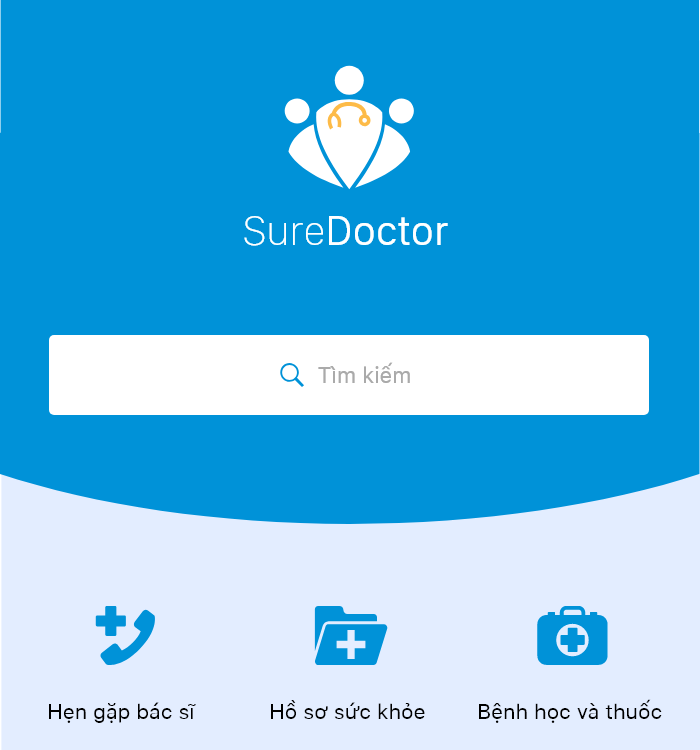 SureDoctor
Tìm kiếm
Hẹn gặp bác sĩ
Hồ sơ sức khỏe
Bệnh học và thuốc